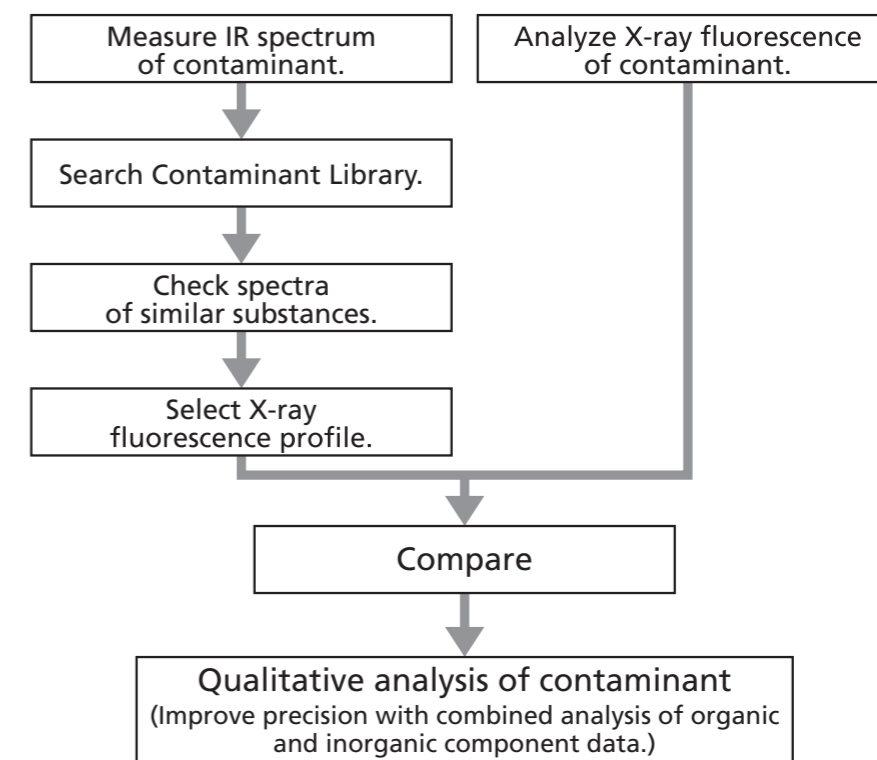 Measure IR spectrum
of contaminant.
Analyze X-ray fluorescence
of contaminant.
Search Contaminant Library.
Check spectra
of similar substances.
Select X-ray
fluorescence profile.
Compare
Qualitative analysis of contaminant
(Improve precision with combined analysis of organic
and inorganic component data.)